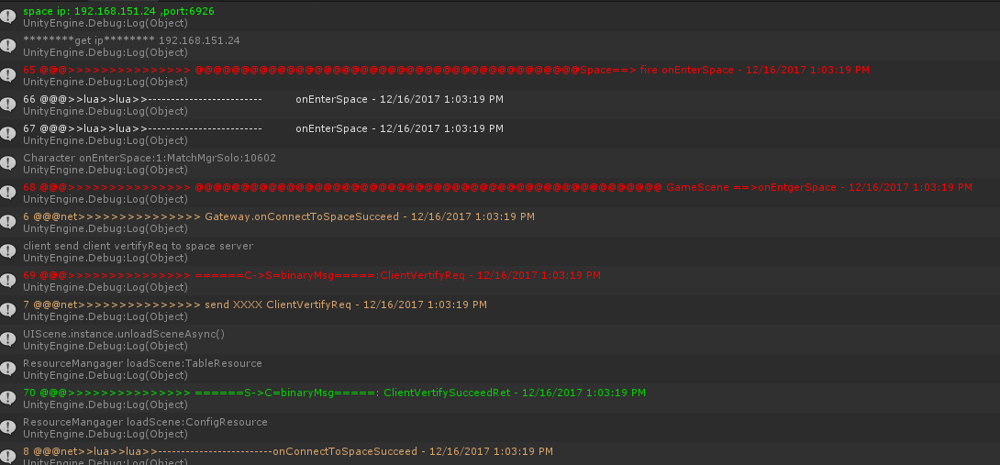 space ip: 192.168.151.24 ,port:6926
UnityEngine.Debug:Log(Object)
********get ip******** 192.168.151.24
UnityEngine.Debug:Log(Object)
65 @@@>>>>>>>>>>>>>>> @@@@@@@@@@@@@@@@@@@@@@@@@@@@@@@@@@@@@@Space==> fire onEnterSpace - 12/16/2017 1:03:19 PM
UnityEngine.Debug:Log(Object)
66 @@@>>lua>>lua>>------------------------- onEnterSpace - 12/16/2017 1:03:19 PM
UnityEngine.Debug:Log(Object)
67 @@@>>lua>>lua>>------------------------- onEnterSpace - 12/16/2017 1:03:19 PM
UnityEngine.Debug:Log(Object)
Character onEnterSpace:1:MatchMgrSolo:10602
UnityEngine.Debug:Log(Object)
68 @@@>>>>>>>>>>>>>>> @@@@@@@@@@@@@@@@@@@@@@@@@@@@@@@@@@@@@@@@@@@@@@ GameScene ==>onEntgerSpace - 12/16/2017 1:03:19 PM
UnityEngine.Debug:Log(Object)
6 @@@net>>>>>>>>>>>>>>> Gateway.onConnectToSpaceSucceed - 12/16/2017 1:03:19 PM
UnityEngine.Debug:Log(Object)
client send client vertifyReq to space server
UnityEngine.Debug:Log(Object)
69 @@@>>>>>>>>>>>>>>> ======C->S=binaryMsg=====:ClientVertifyReq - 12/16/2017 1:03:19 PM
UnityEngine.Debug:Log(Object)
7 @@@net>>>>>>>>>>>>>>> send XXXX ClientVertifyReq - 12/16/2017 1:03:19 PM
UnityEngine.Debug:Log(Object)
UIScene.instance.unloadSceneAsync()
UnityEngine.Debug:Log(Object)
ResourceMangager loadScene:TableResource
UnityEngine.Debug:Log(Object)
70 @@@>>>>>>>>>>>>>>> ======S->C=binaryMsg=====: ClientVertifySucceedRet - 12/16/2017 1:03:19 PM
UnityEngine.Debug:Log(Object)
ResourceMangager loadScene:ConfigResource
UnityEngine.Debug:Log(Object)
8 @@@net>>lua>>lua>>-------------------------onConnectToSpaceSucceed - 12/16/2017 1:03:19 PM
UnityEngine.Debug:Log(Object)